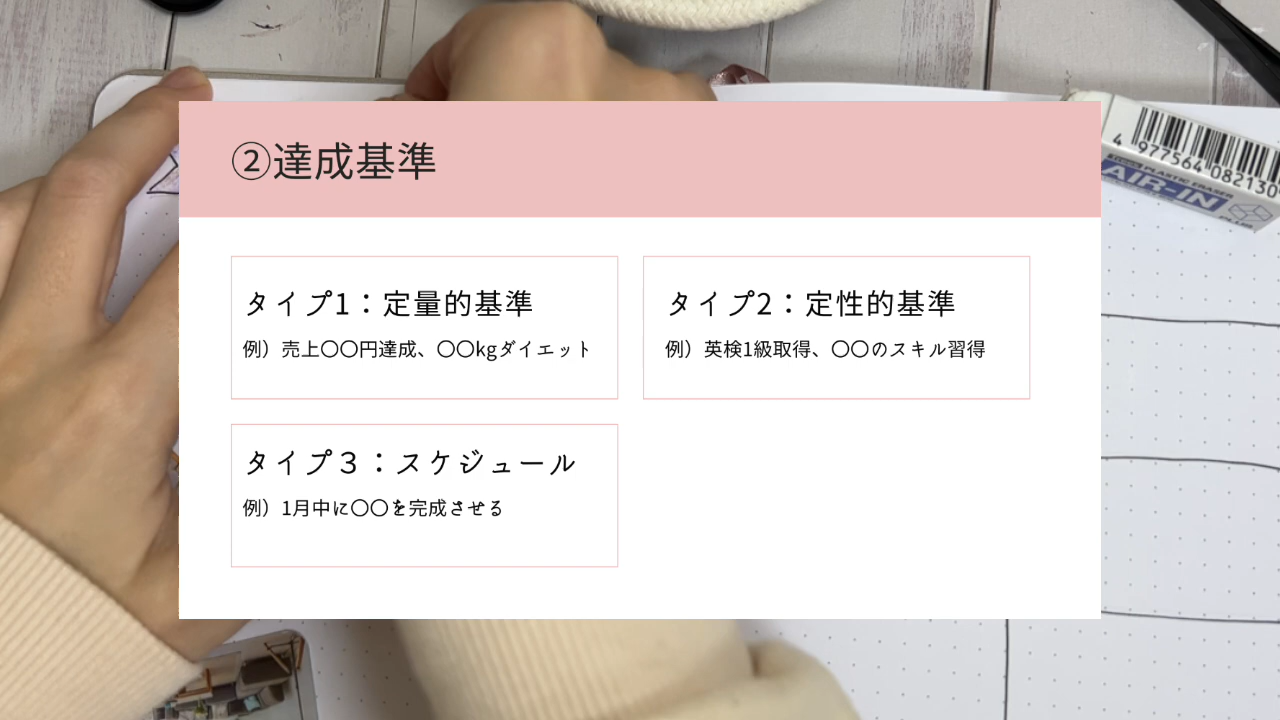 ②達成基準
タイプ1：定量的基準
例）売上〇〇円達成、〇〇kgダイエット
タイプ2：定性的基準
例）英検1級取得、〇〇のスキル習得
タイプ３：スケジュール
例）1月中に〇〇を完成させる
4 977564 082130
PLASTIC ERASER
AIR-IN
PLUS